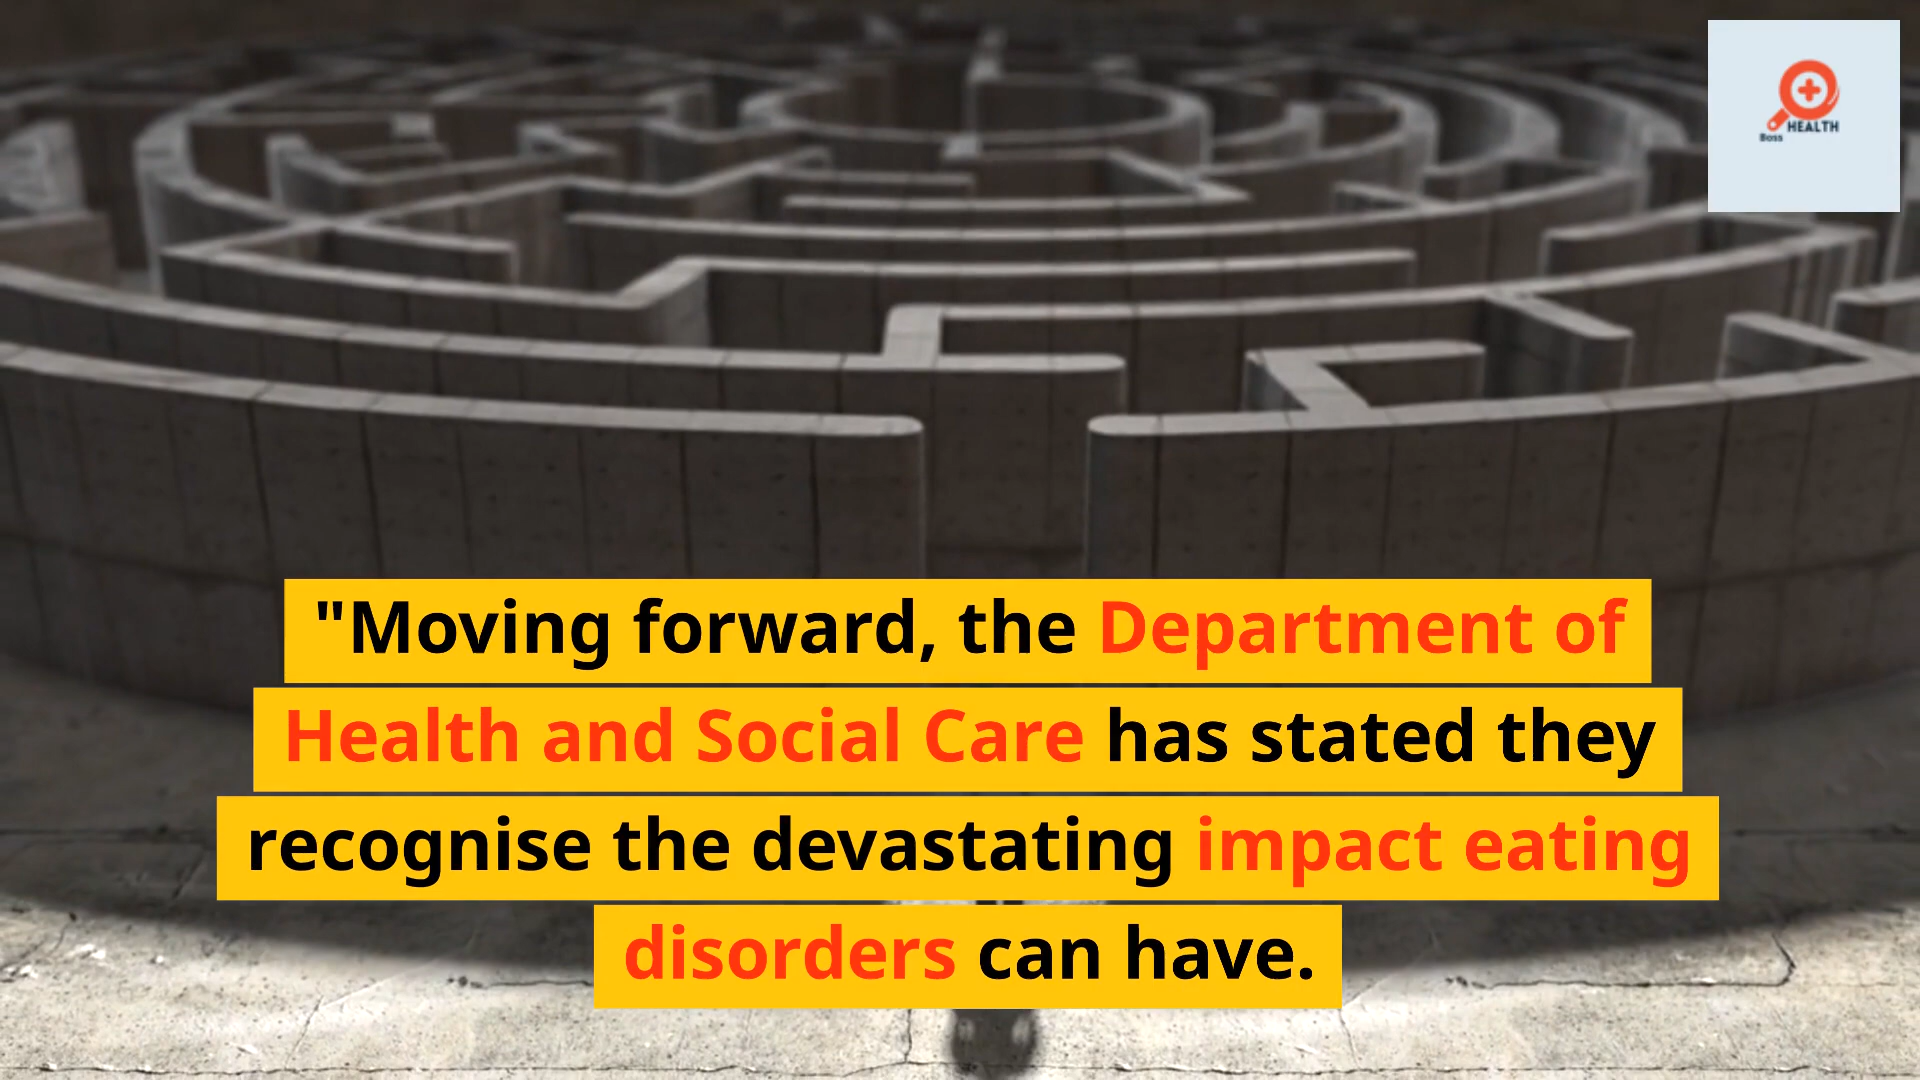 Boss HEALTH
"Moving forward, the Department of
Health and Social Care has stated they
recognise the devastating impact eating
disorders can have.